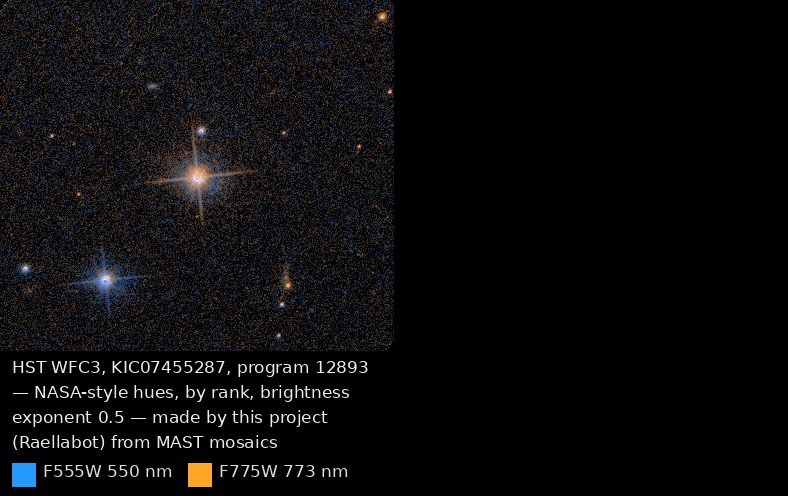 HST WFC3, KIC07455287, program 12893
— NASA-style hues, by rank, brightness
exponent 0.5 — made by this project
(Raellabot) from MAST mosaics
F555W 550 nm F775W 773 nm